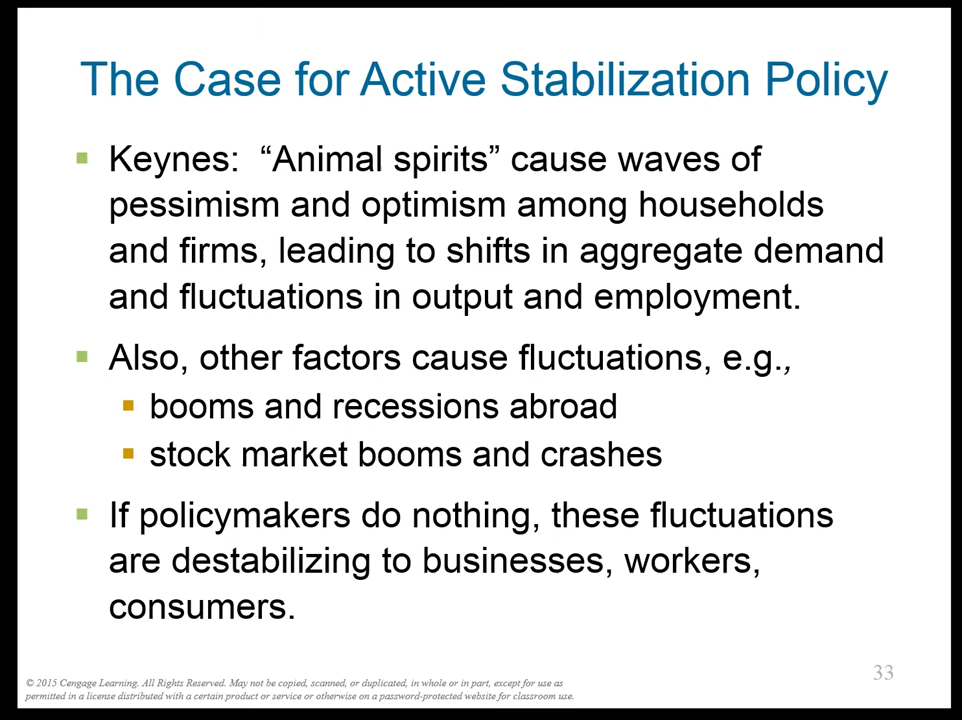 The Case for Active Stabilization Policy
Keynes:  “Animal spirits” cause waves of
pessimism and optimism among households
and firms, leading to shifts in aggregate demand
and fluctuations in output and employment.
Also, other factors cause fluctuations, e.g.,
booms and recessions abroad
stock market booms and crashes
If policymakers do nothing, these fluctuations
are destabilizing to businesses, workers,
consumers.
33
© 2015 Cengage Learning. All Rights Reserved. May not be copied, scanned, or duplicated, in whole or in part, except for use as
permitted in a license distributed with a certain product or service or otherwise on a password-protected website for classroom use.